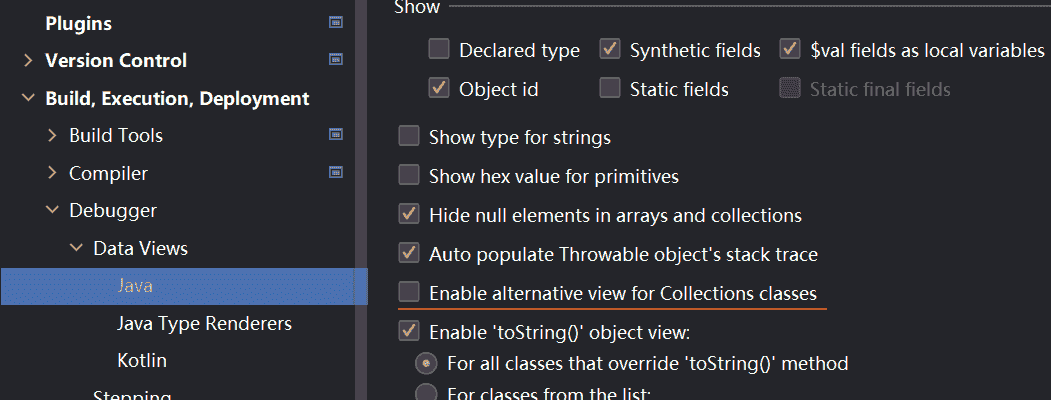 Plugins
Version Control
Build, Execution, Deployment
Build Tools
Compiler
Debugger
Data Views
Java
Java Type Renderers
Kotlin
Stepping
Show
Declared type
Synthetic fields
$val fields as local variables
Object id
Static fields
Static final fields
Show type for strings
Show hex value for primitives
Hide null elements in arrays and collections
Auto populate Throwable object's stack trace
Enable alternative view for Collections classes
Enable 'toString()' object view:
For all classes that override 'toString()' method
For classes from the list: